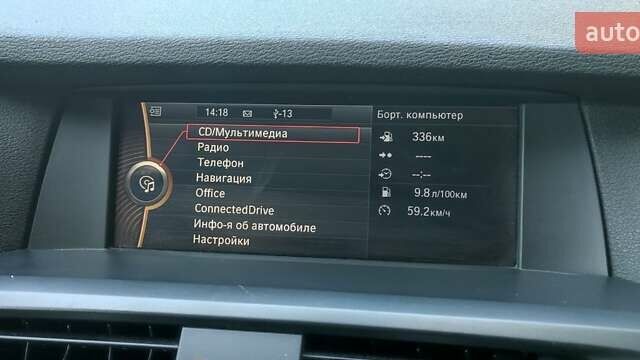 auto
14:18
-13
Борт. компьютер
CD/Мультимедиа
Радио
Телефон
Навигация
Office
ConnectedDrive
Инфо-я об автомобиле
Настройки
336км
----
--:--
9.8л/100км
59.2км/ч